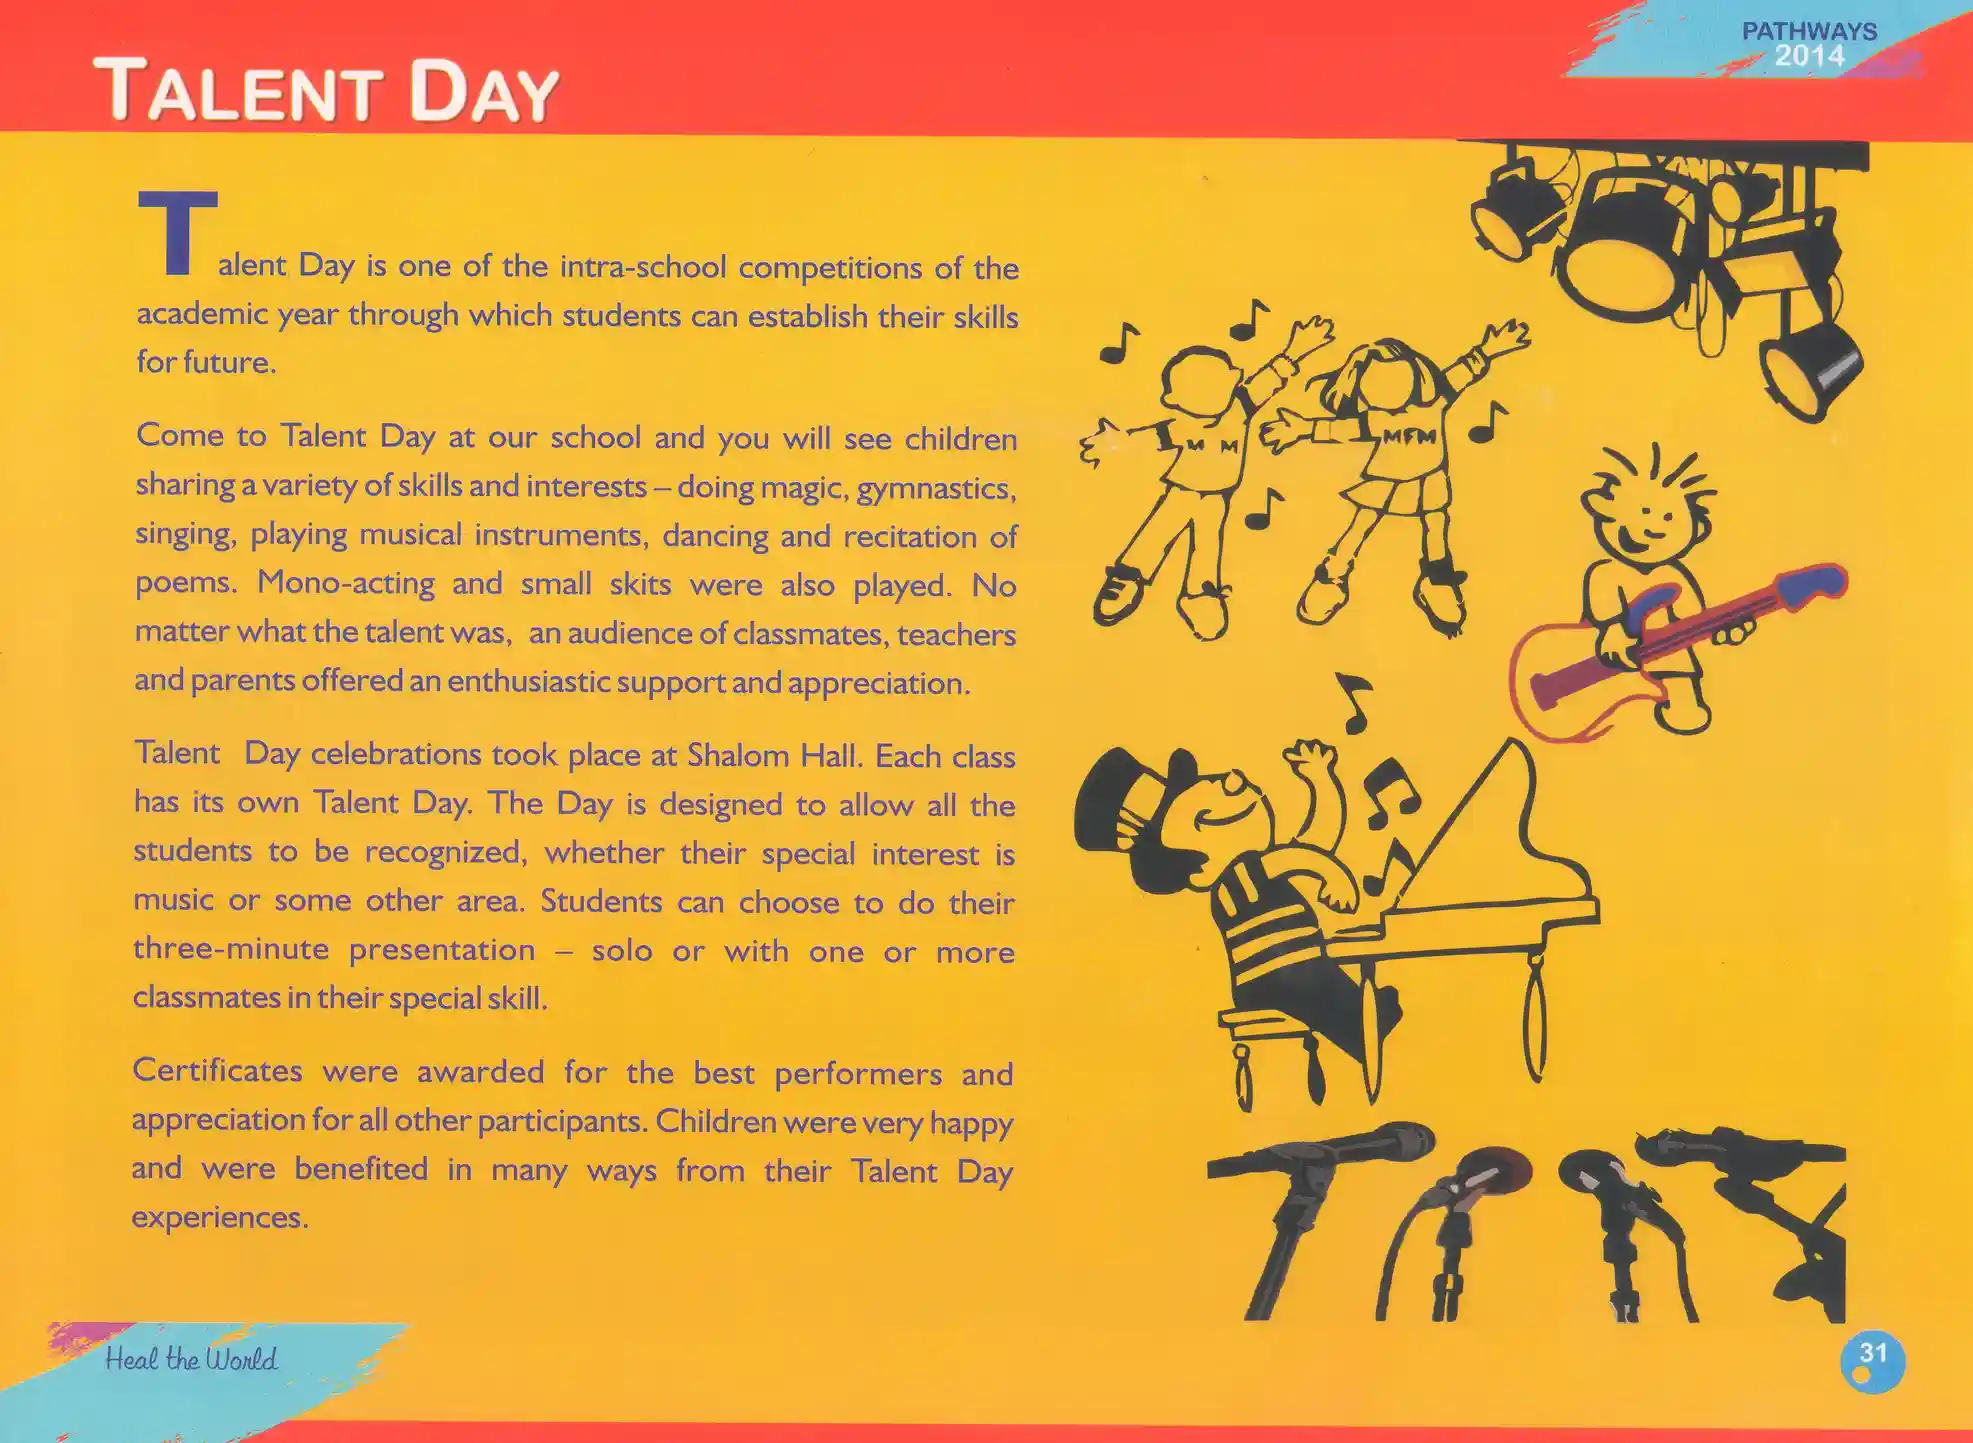 PATHWAYS
2014
TALENT DAY
Talent Day is one of the intra-school competitions of the
academic year through which students can establish their skills
for future.
Come to Talent Day at our school and you will see children
sharing a variety of skills and interests – doing magic, gymnastics,
singing, playing musical instruments, dancing and recitation of
poems. Mono-acting and small skits were also played. No
matter what the talent was, an audience of classmates, teachers
and parents offered an enthusiastic support and appreciation.
Talent Day celebrations took place at Shalom Hall. Each class
has its own Talent Day. The Day is designed to allow all the
students to be recognized, whether their special interest is
music or some other area. Students can choose to do their
three-minute presentation – solo or with one or more
classmates in their special skill.
Certificates were awarded for the best performers and
appreciation for all other participants. Children were very happy
and were benefited in many ways from their Talent Day
experiences.
M M
MFM
Heal the World
31